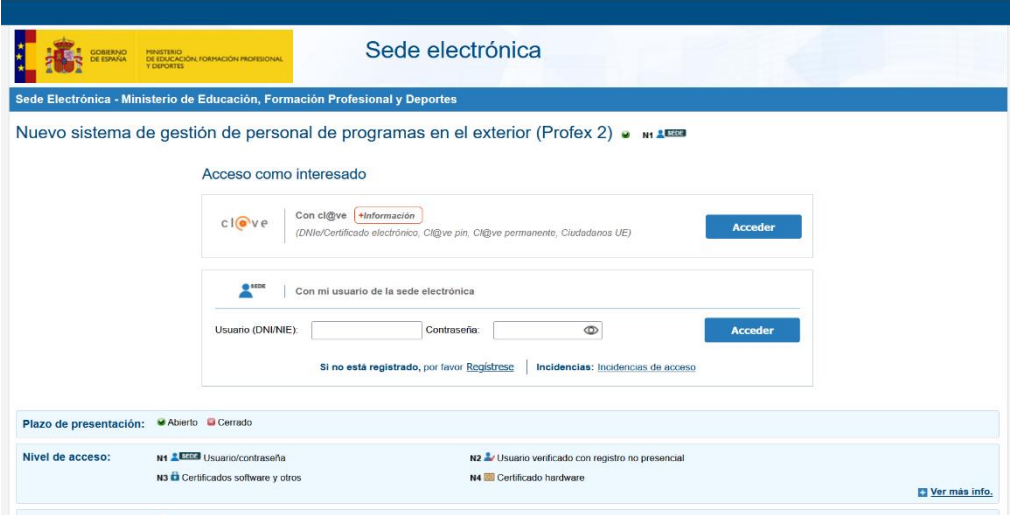 GOBIERNO
DE ESPAÑA
MINISTERIO
DE EDUCACIÓN, FORMACIÓN PROFESIONAL
Y DEPORTES
Sede electrónica
Sede Electrónica - Ministerio de Educación, Formación Profesional y Deportes
Nuevo sistema de gestión de personal de programas en el exterior (Profex 2) N1 SEDE
Acceso como interesado
cl@ve
Con cl@ve +Información
(DNIe/Certificado electrónico, Cl@ve pin, Cl@ve permanente, Ciudadanos UE)
Acceder
SEDE
Con mi usuario de la sede electrónica
Usuario (DNI/NIE): Contraseña: Acceder
Si no está registrado, por favor Regístrese Incidencias: Incidencias de acceso
Plazo de presentación: Abierto Cerrado
Nivel de acceso: N1 SEDE Usuario/contraseña N2 Usuario verificado con registro no presencial
N3 Certificados software y otros N4 Certificado hardware
Ver más info.